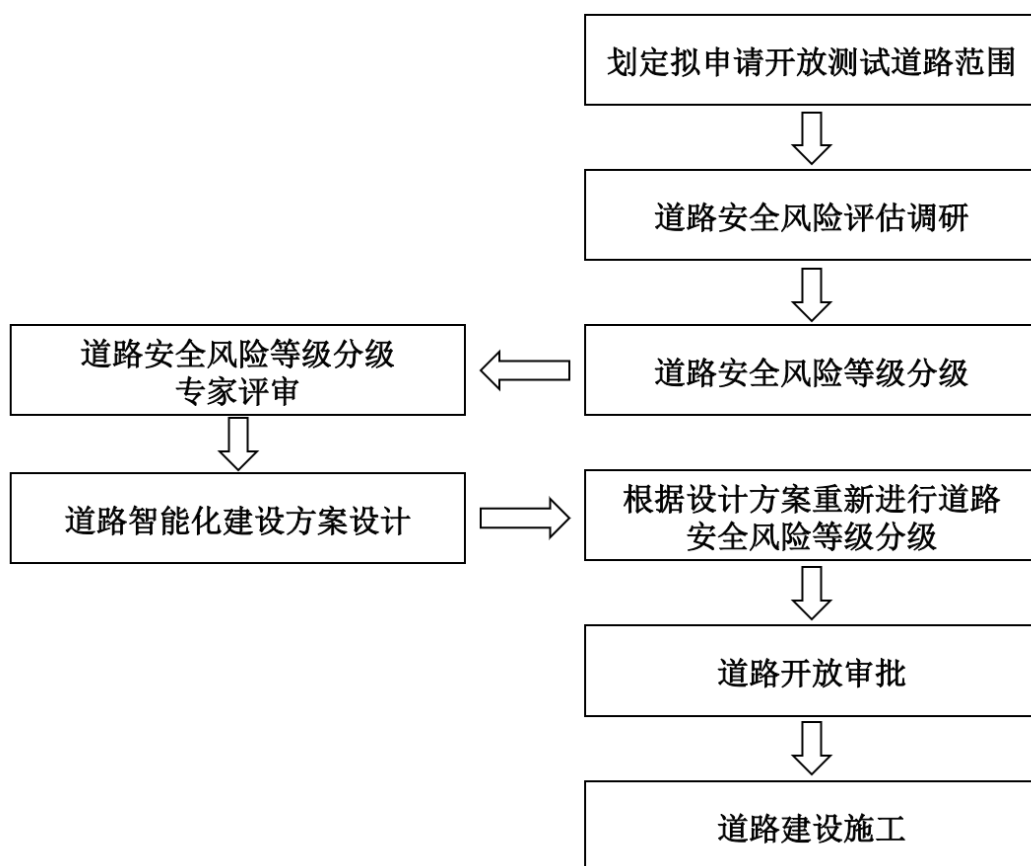 划定拟申请开放测试道路范围
道路安全风险评估调研
道路安全风险等级分级
道路安全风险等级分级
专家评审
道路智能化建设方案设计
根据设计方案重新进行道路
安全风险等级分级
道路开放审批
道路建设施工